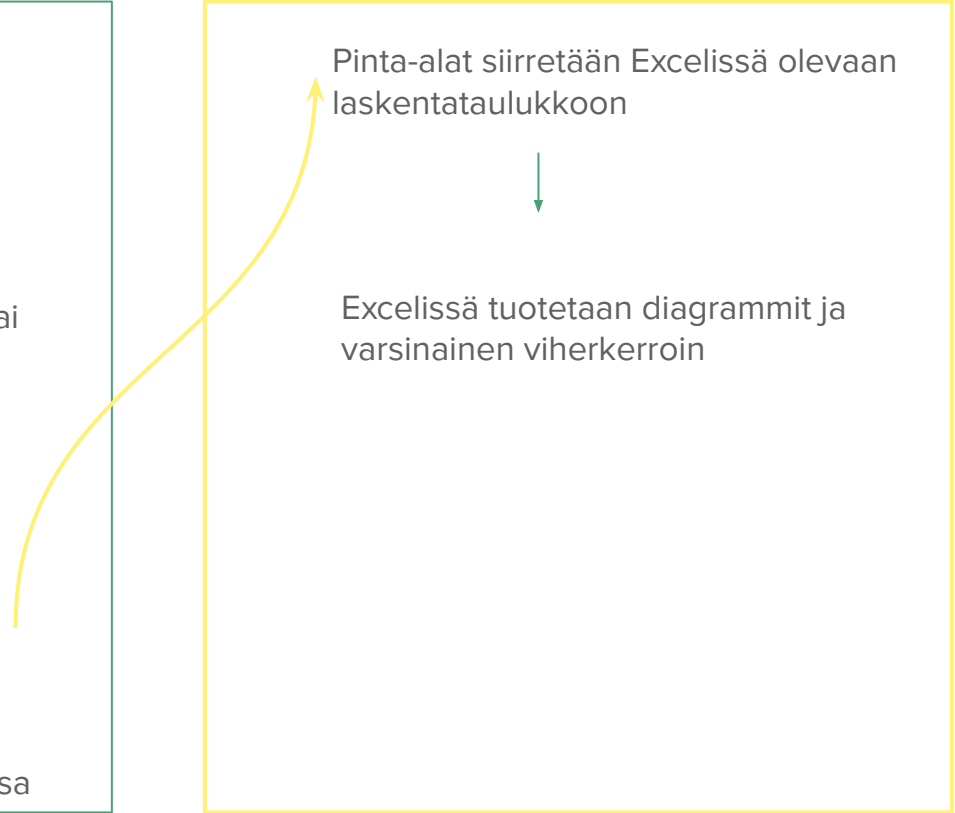 Pinta-alat siirretään Excelissä olevaan
laskentataulukkoon
Excelissä tuotetaan diagrammit ja
varsinainen viherkerroin